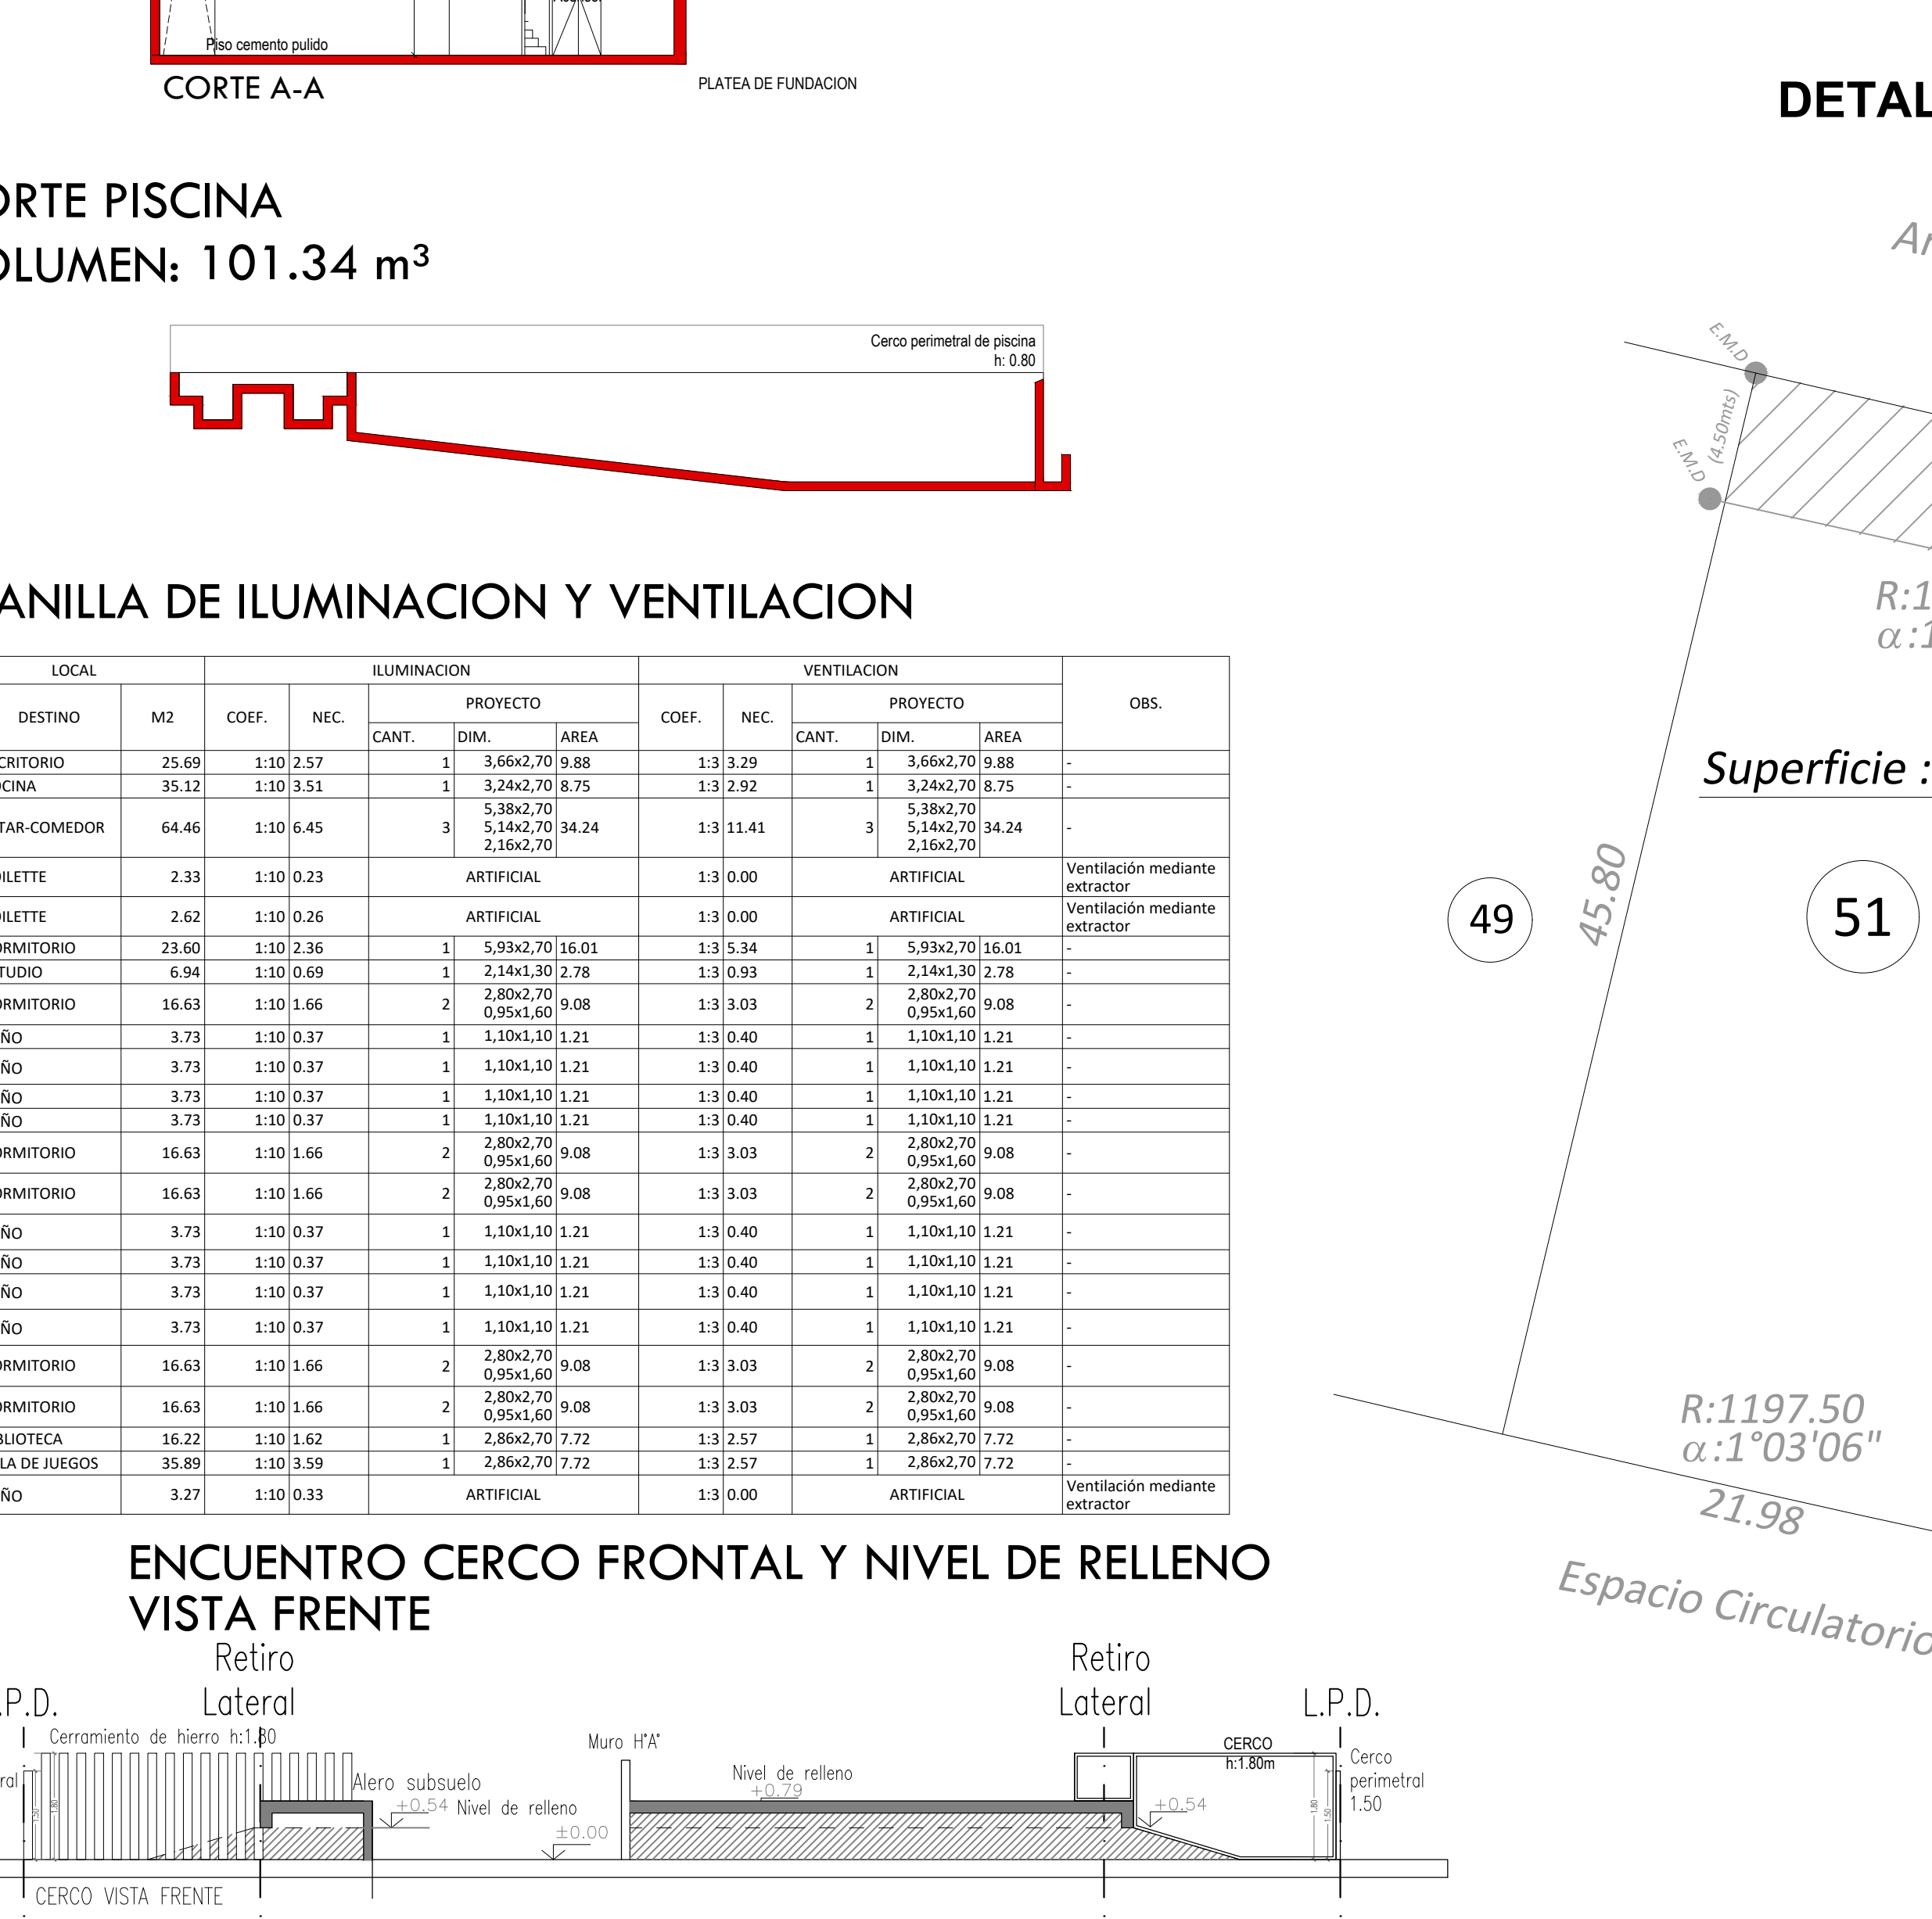 Piso cemento pulido
CORTE A-A
PLATEA DE FUNDACION
DETAL
ORTE PISCINA
OLUMEN: 101.34 m³
Cerco perimetral de piscina
h: 0.80
ANILLA DE ILUMINACION Y VENTILACION
LOCAL ILUMINACION VENTILACION OBS.
DESTINO M2 COEF. NEC. PROYECTO COEF. NEC. PROYECTO
CANT. DIM. AREA CANT. DIM. AREA
CRITORIO 25.69 1:10 2.57 1 3,66x2,70 9.88 1:3 3.29 1 3,66x2,70 9.88 -
CINA 35.12 1:10 3.51 1 3,24x2,70 8.75 1:3 2.92 1 3,24x2,70 8.75 -
5,38x2,70 5,38x2,70
TAR-COMEDOR 64.46 1:10 6.45 3 5,14x2,70 34.24 1:3 11.41 3 5,14x2,70 34.24 -
2,16x2,70 2,16x2,70
ILETTE 2.33 1:10 0.23 ARTIFICIAL 1:3 0.00 ARTIFICIAL Ventilación mediante
extractor
ILETTE 2.62 1:10 0.26 ARTIFICIAL 1:3 0.00 ARTIFICIAL Ventilación mediante
extractor
ORMITORIO 23.60 1:10 2.36 1 5,93x2,70 16.01 1:3 5.34 1 5,93x2,70 16.01 -
TUDIO 6.94 1:10 0.69 1 2,14x1,30 2.78 1:3 0.93 1 2,14x1,30 2.78 -
ORMITORIO 16.63 1:10 1.66 2 2,80x2,70 9.08 1:3 3.03 2 2,80x2,70 9.08 -
0,95x1,60 0,95x1,60
ÑO 3.73 1:10 0.37 1 1,10x1,10 1.21 1:3 0.40 1 1,10x1,10 1.21 -
ÑO 3.73 1:10 0.37 1 1,10x1,10 1.21 1:3 0.40 1 1,10x1,10 1.21 -
ÑO 3.73 1:10 0.37 1 1,10x1,10 1.21 1:3 0.40 1 1,10x1,10 1.21 -
ÑO 3.73 1:10 0.37 1 1,10x1,10 1.21 1:3 0.40 1 1,10x1,10 1.21 -
ORMITORIO 16.63 1:10 1.66 2 2,80x2,70 9.08 1:3 3.03 2 2,80x2,70 9.08 -
0,95x1,60 0,95x1,60
ORMITORIO 16.63 1:10 1.66 2 2,80x2,70 9.08 1:3 3.03 2 2,80x2,70 9.08 -
0,95x1,60 0,95x1,60
ÑO 3.73 1:10 0.37 1 1,10x1,10 1.21 1:3 0.40 1 1,10x1,10 1.21 -
ÑO 3.73 1:10 0.37 1 1,10x1,10 1.21 1:3 0.40 1 1,10x1,10 1.21 -
ÑO 3.73 1:10 0.37 1 1,10x1,10 1.21 1:3 0.40 1 1,10x1,10 1.21 -
ÑO 3.73 1:10 0.37 1 1,10x1,10 1.21 1:3 0.40 1 1,10x1,10 1.21 -
ORMITORIO 16.63 1:10 1.66 2 2,80x2,70 9.08 1:3 3.03 2 2,80x2,70 9.08 -
0,95x1,60 0,95x1,60
ORMITORIO 16.63 1:10 1.66 2 2,80x2,70 9.08 1:3 3.03 2 2,80x2,70 9.08 -
0,95x1,60 0,95x1,60
BLIOTECA 16.22 1:10 1.62 1 2,86x2,70 7.72 1:3 2.57 1 2,86x2,70 7.72 -
LA DE JUEGOS 35.89 1:10 3.59 1 2,86x2,70 7.72 1:3 2.57 1 2,86x2,70 7.72 -
ÑO 3.27 1:10 0.33 ARTIFICIAL 1:3 0.00 ARTIFICIAL Ventilación mediante
extractor
E.M.D
(4.50mts)
E.M.D
R:1
α:1
Superficie :
45.80
49
51
R:1197.50
α:1°03'06"
21.98
Espacio Circulatorio
ENCUENTRO CERCO FRONTAL Y NIVEL DE RELLENO
VISTA FRENTE
.P.D.
Retiro
Lateral
Retiro
Lateral
L.P.D.
Cerramiento de hierro h:1.80
ral
1.50
1.80
Alero subsuelo
+0.54 Nivel de relleno
±0.00
Muro H°A°
Nivel de relleno
+0.79
+0.54
CERCO
h:1.80m
1.80
1.50
Cerco
perimetral
1.50
CERCO VISTA FRENTE